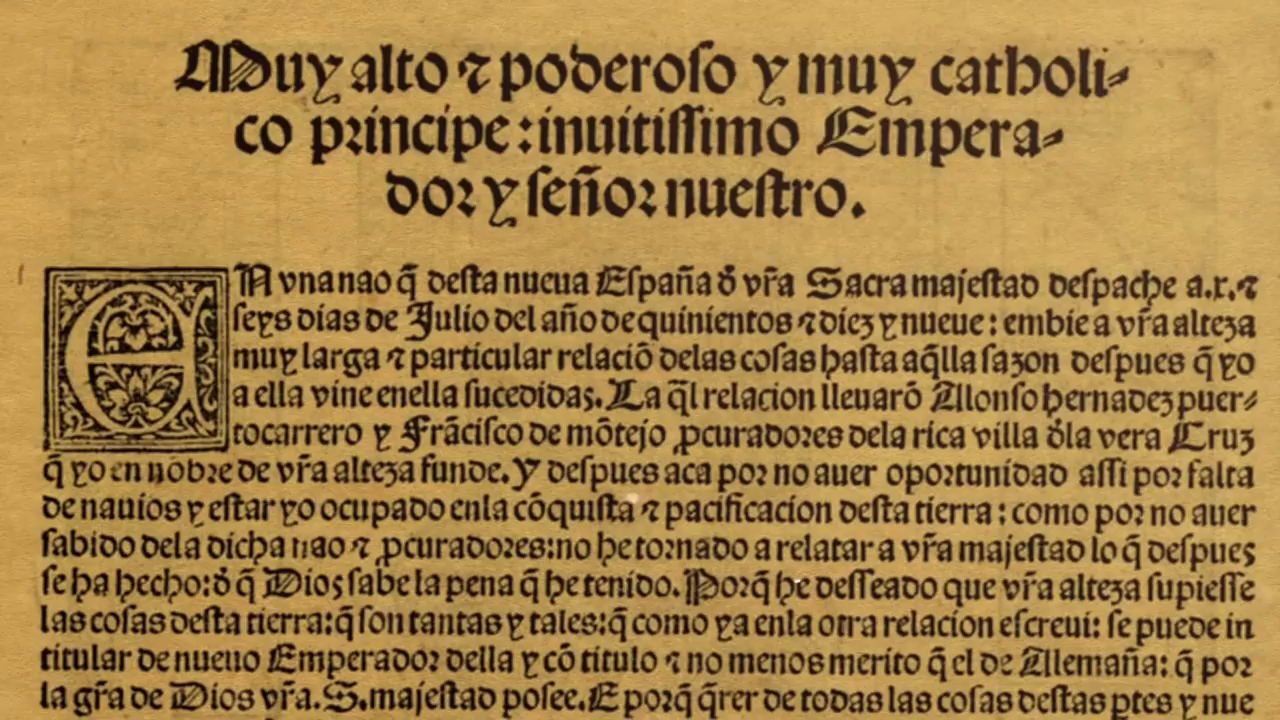 Muy alto ⁊ poderoso y muy catholi-
co principe: inuitissimo Empera-
dor y señor nuestro.
EN vna nao q̃ desta nueua España d̃ vr̃a Sacra majestad despache a .x. ⁊
seys dias de Julio del año de quinientos ⁊ diez y nueue: embie a vr̃a alteza
muy larga ⁊ particular relaciõ delas cosas hasta aq̃lla sazon despues q̃ yo
a ella vine enella sucedidas. La q̃l relacion lleuarõ Alonso hernadez puer-
tocarrero y Frãcisco de mõtejo ꝓcuradores dela rica villa d̃la vera Cruz
q̃ yo en nõbre de vr̃a alteza funde. Y despues aca por no auer oportunidad assi por falta
de nauios y estar yo ocupado enla cõquista ⁊ pacificacion desta tierra: como por no auer
sabido dela dicha nao ⁊ ꝓcuradores: no he tornado a relatar a vr̃a majestad lo q̃ despues
se ha hecho: d̃ q̃ Dios sabe la pena q̃ he tenido. Porq̃ he desseado que vr̃a alteza supiesse
las cosas desta tierra: q̃ son tantas y tales: q̃ como ya enla otra relacion escreui: se puede in
titular de nueuo Emperador della y cõ titulo ⁊ no menos merito q̃ el de Alemaña: q̃ por
la gr̃a de Dios vr̃a. S. majestad posee. E porq̃ q̃rer de todas las cosas destas ptes y nue